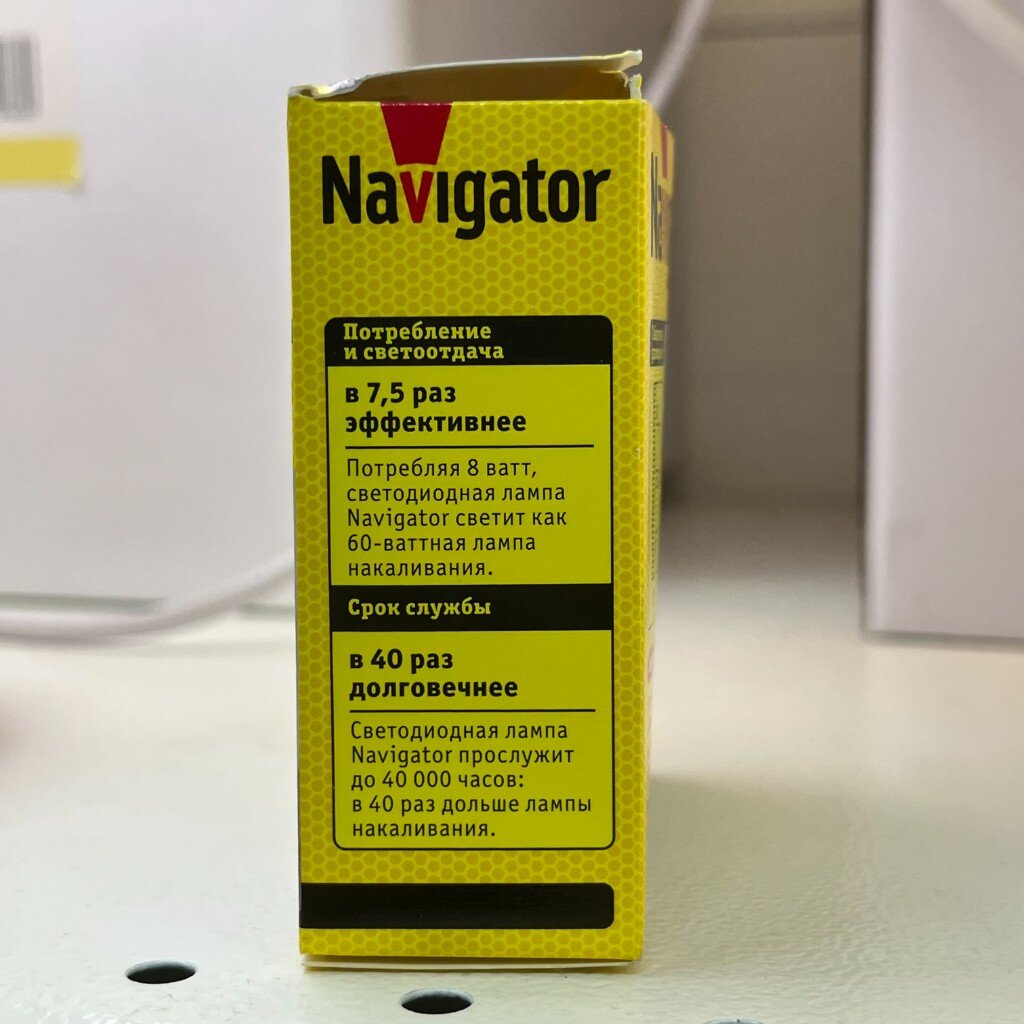 Navigator
Потребление
и светоотдача
в 7,5 раз
эффективнее
Потребляя 8 ватт,
светодиодная лампа
Navigator светит как
60-ваттная лампа
накаливания.
Срок службы
в 40 раз
долговечнее
Светодиодная лампа
Navigator прослужит
до 40 000 часов:
в 40 раз дольше лампы
накаливания.